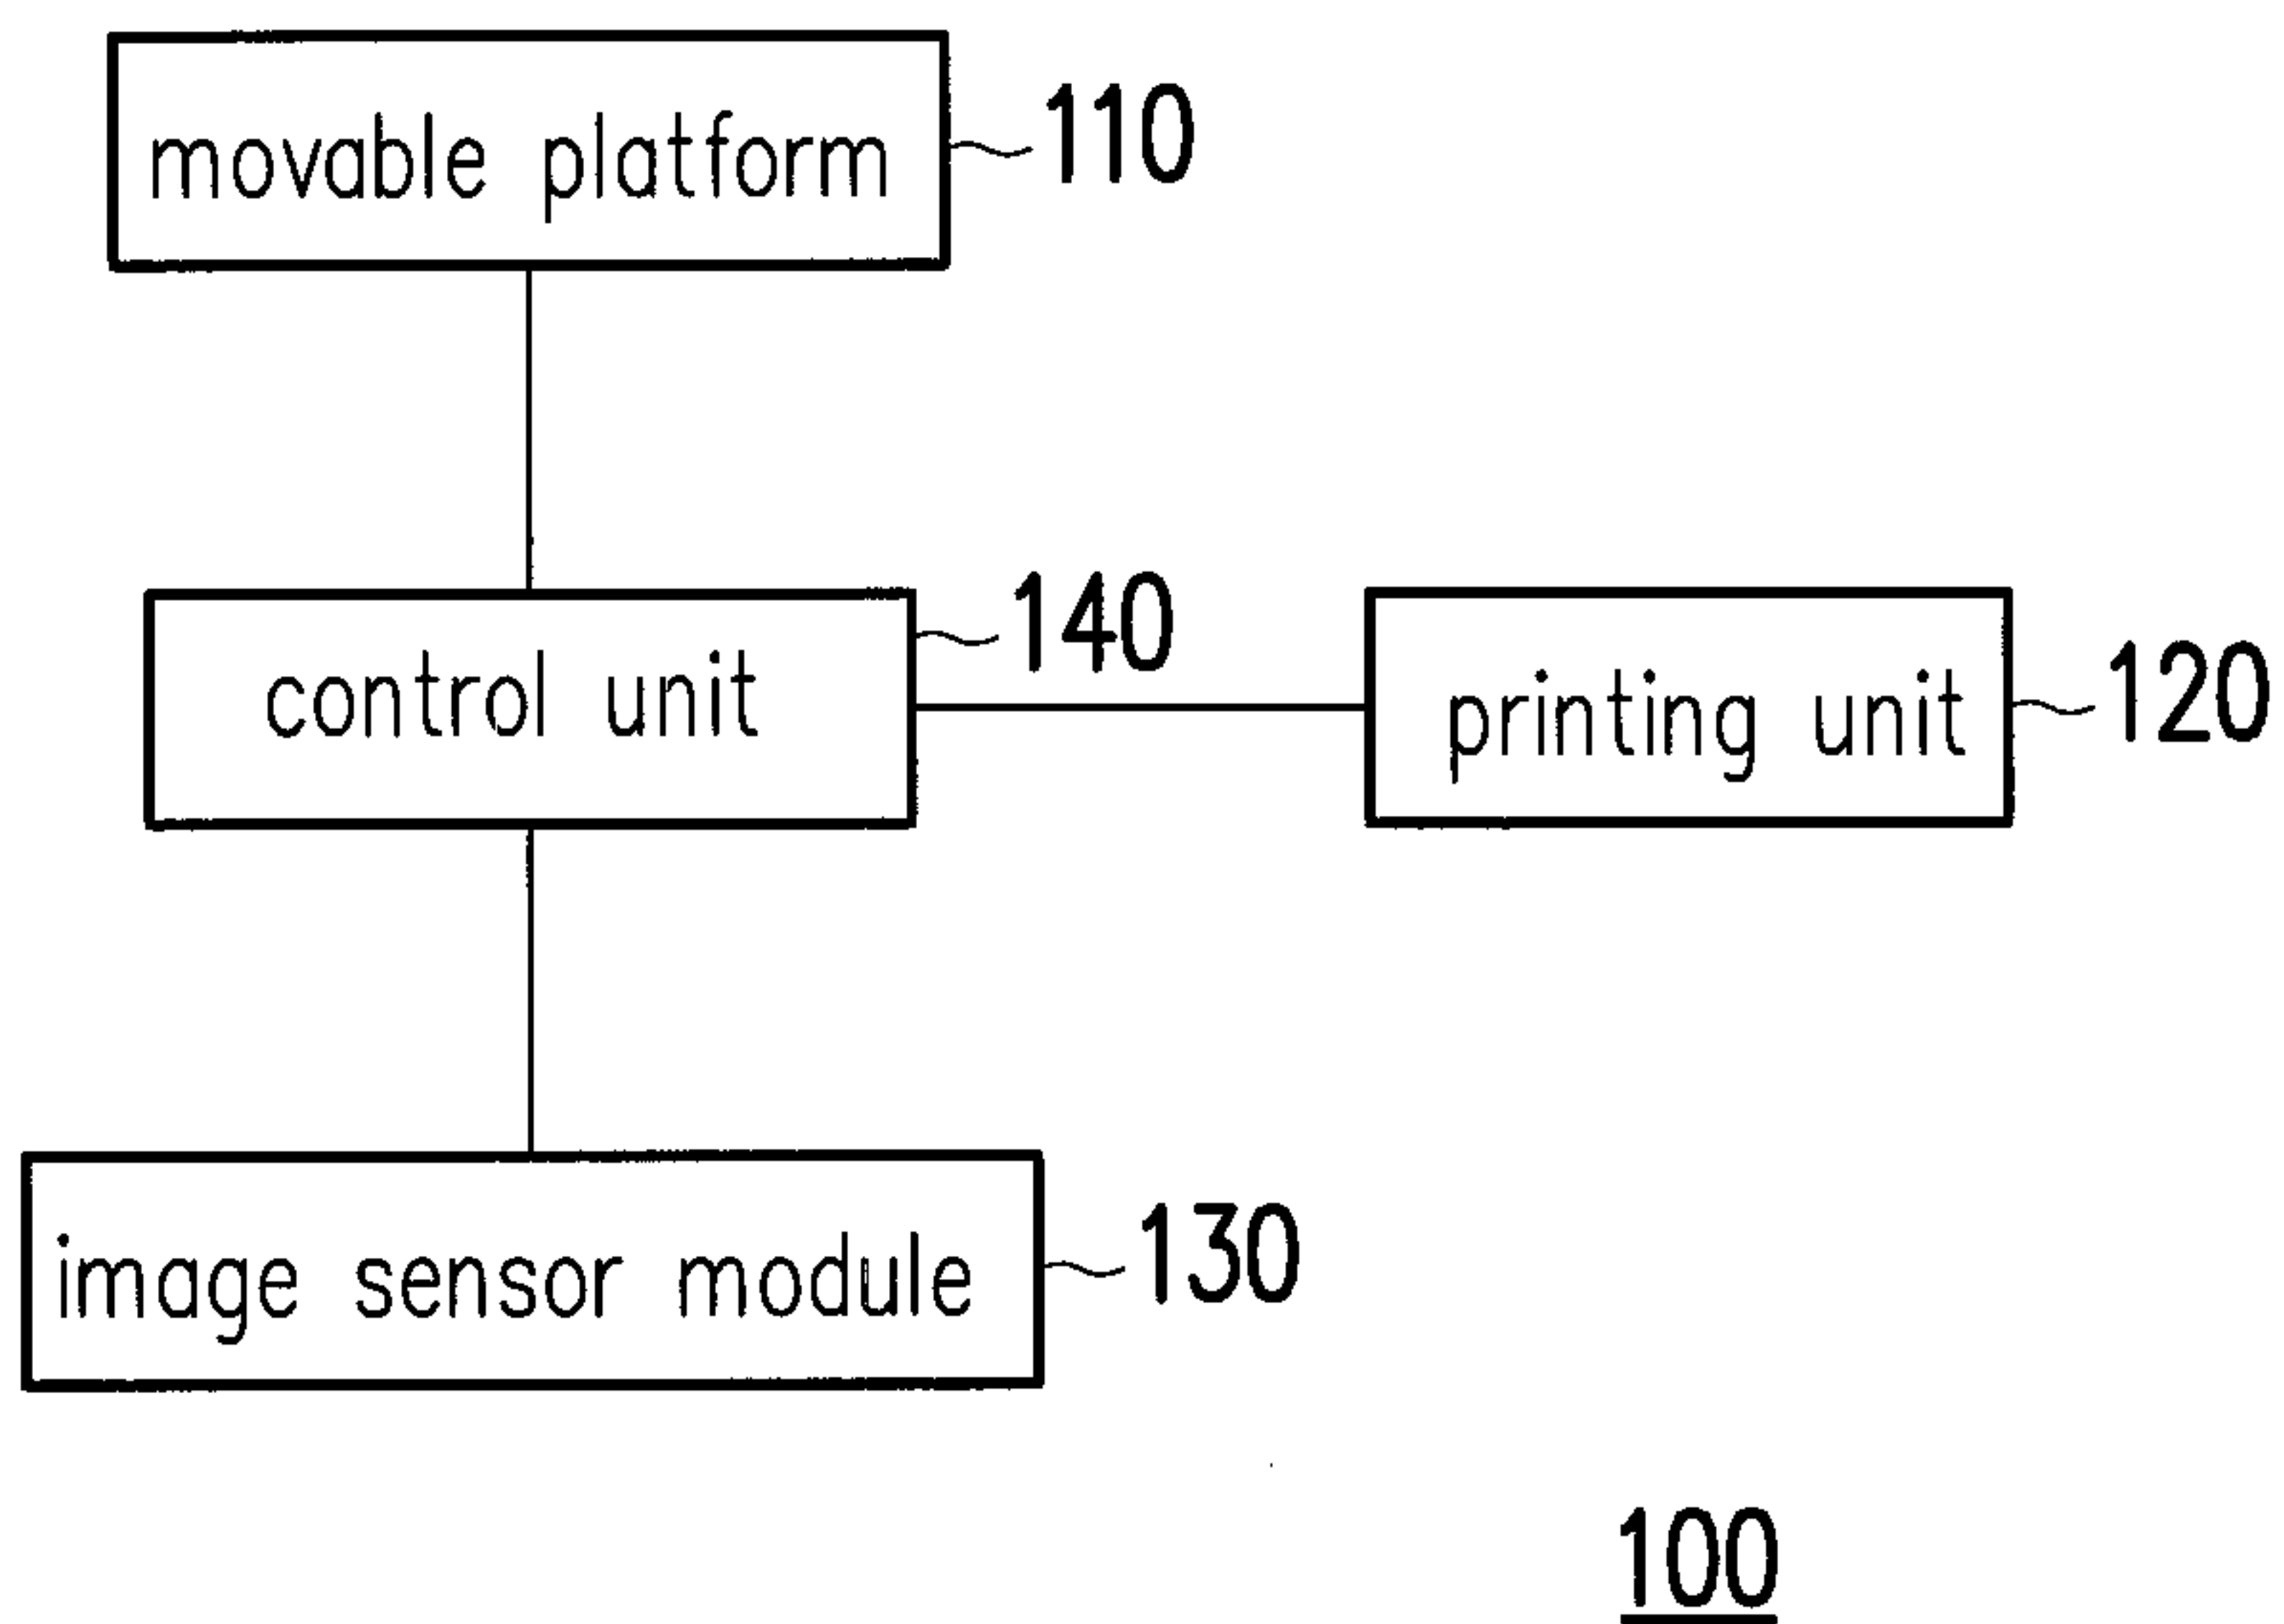 movable platform
110
control unit
140
printing unit
120
image sensor module
130
100